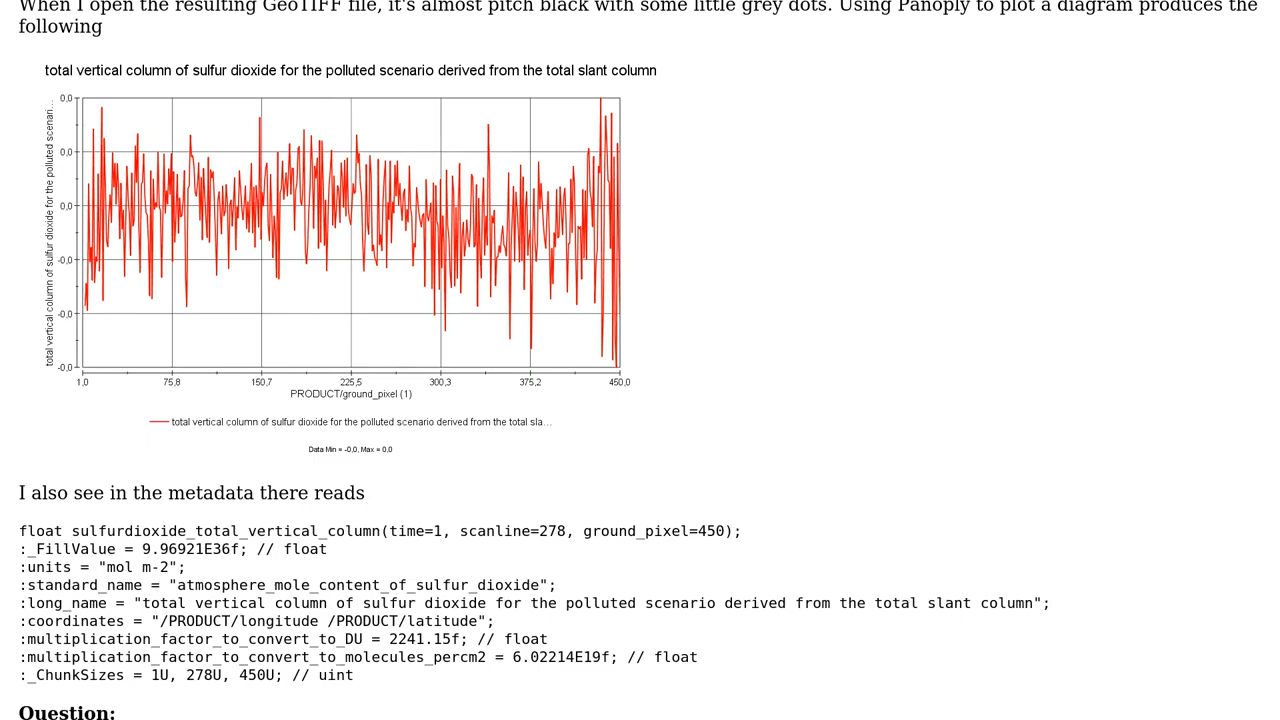 When I open the resulting GeoTIFF file, it's almost pitch black with some little grey dots. Using Panoply to plot a diagram produces the
following
total vertical column of sulfur dioxide for the polluted scenario derived from the total slant column
total vertical column of sulfur dioxide for the polluted scenari...
0,0
0,0
0,0
-0,0
-0,0
-0,0
1,0 75,8 150,7 225,5 300,3 375,2 450,0
PRODUCT/ground_pixel (1)
total vertical column of sulfur dioxide for the polluted scenario derived from the total sla...
Data Min = -0,0, Max = 0,0
I also see in the metadata there reads
float sulfurdioxide_total_vertical_column(time=1, scanline=278, ground_pixel=450);
:_FillValue = 9.96921E36f; // float
:units = "mol m-2";
:standard_name = "atmosphere_mole_content_of_sulfur_dioxide";
:long_name = "total vertical column of sulfur dioxide for the polluted scenario derived from the total slant column";
:coordinates = "/PRODUCT/longitude /PRODUCT/latitude";
:multiplication_factor_to_convert_to_DU = 2241.15f; // float
:multiplication_factor_to_convert_to_molecules_percm2 = 6.02214E19f; // float
:_ChunkSizes = 1U, 278U, 450U; // uint
Question: